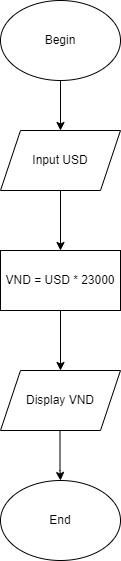 Begin
Input USD
VND = USD * 23000
Display VND
End